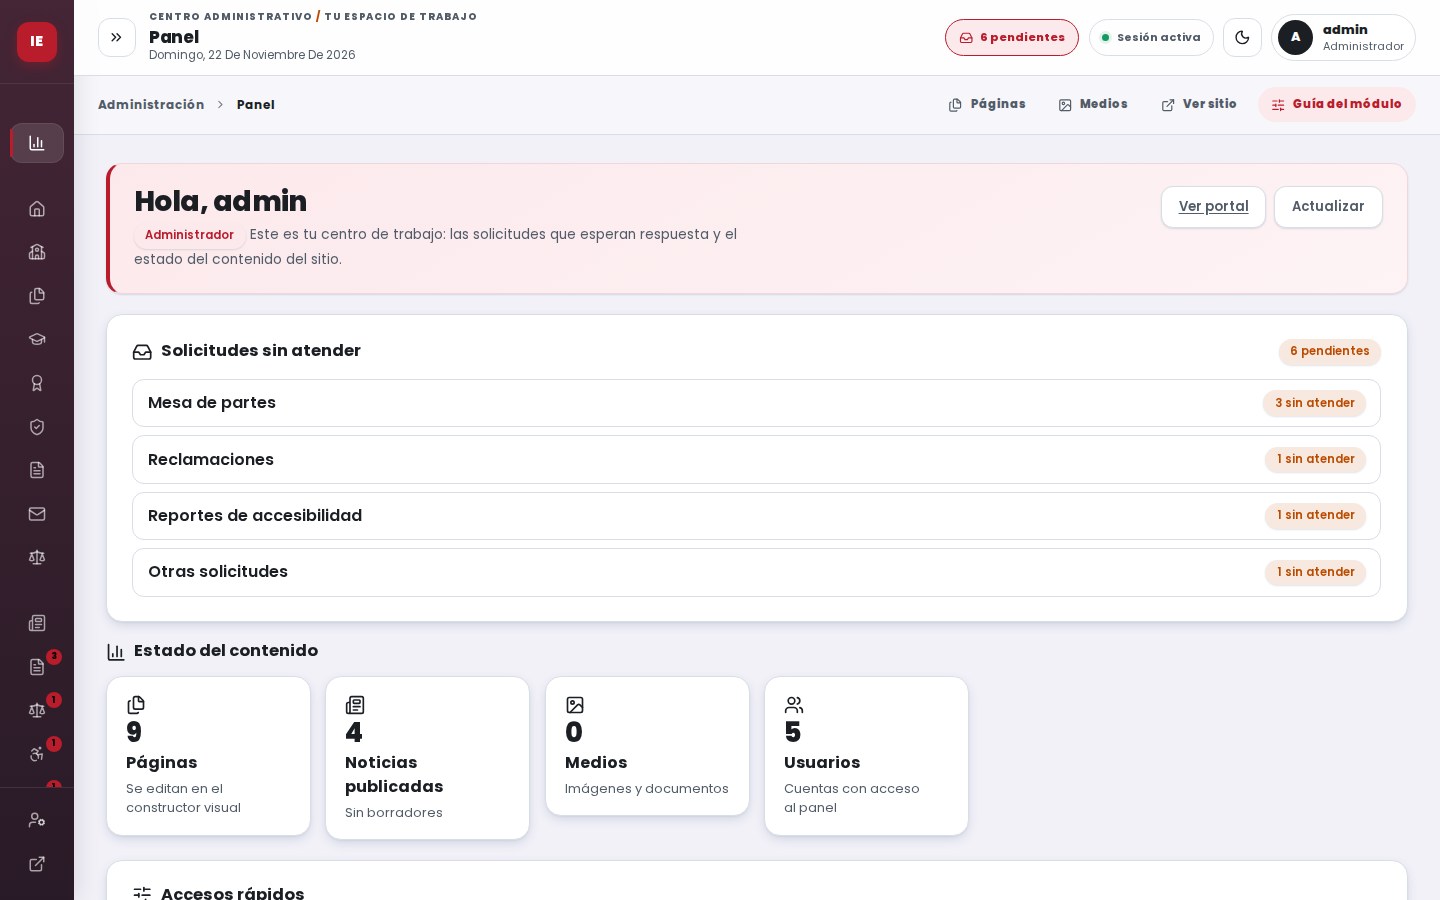 IE
CENTRO ADMINISTRATIVO / TU ESPACIO DE TRABAJO
Panel
Domingo, 22 De Noviembre De 2026
6 pendientes
Sesión activa
A
admin
Administrador
Administración
Panel
Páginas
Medios
Ver sitio
Guía del módulo
Hola, admin
Administrador Este es tu centro de trabajo: las solicitudes que esperan respuesta y el
estado del contenido del sitio.
Ver portal
Actualizar
Solicitudes sin atender
6 pendientes
Mesa de partes
3 sin atender
Reclamaciones
1 sin atender
Reportes de accesibilidad
1 sin atender
Otras solicitudes
1 sin atender
3
1
1
1
Estado del contenido
9
Páginas
Se editan en el
constructor visual
4
Noticias
publicadas
Sin borradores
0
Medios
Imágenes y documentos
5
Usuarios
Cuentas con acceso
al panel
Accesos rápidos